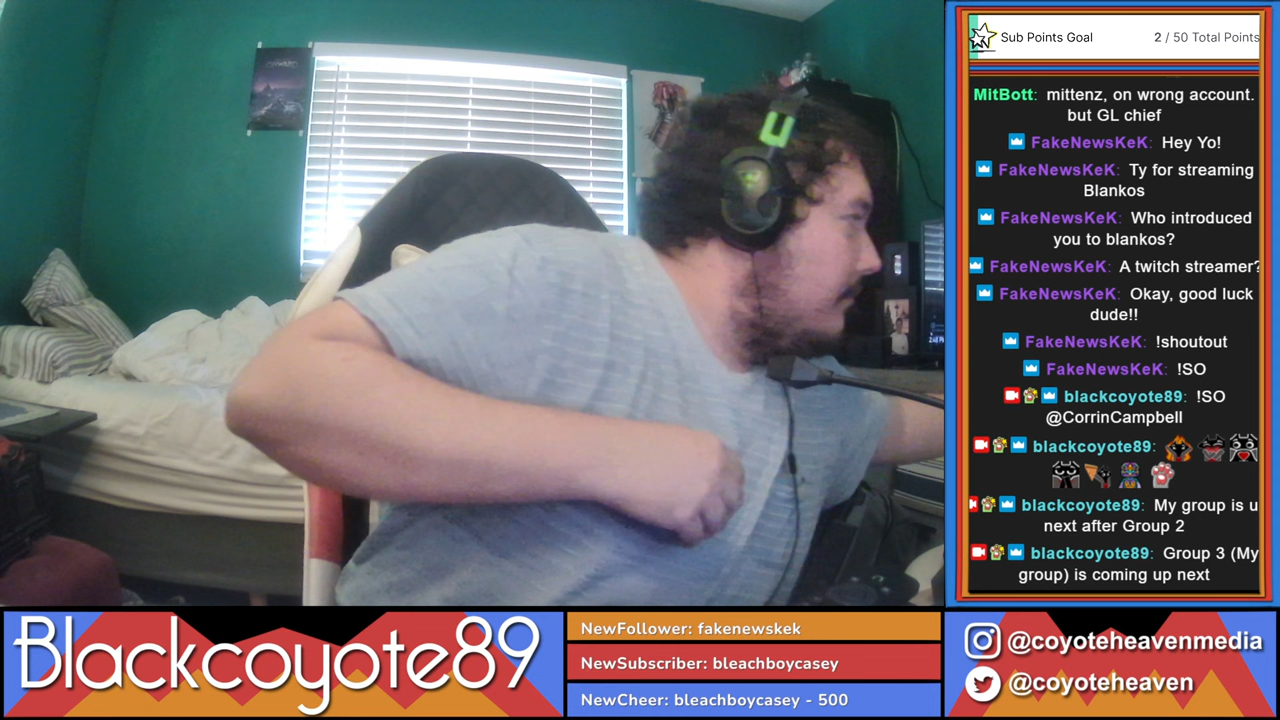 Sub Points Goal 2 / 50 Total Points
MitBott: mittenz, on wrong account.
but GL chief
FakeNewsKeK: Hey Yo!
FakeNewsKeK: Ty for streaming
Blankos
FakeNewsKeK: Who introduced
you to blankos?
FakeNewsKeK: A twitch streamer?
FakeNewsKeK: Okay, good luck
dude!!
FakeNewsKeK: !shoutout
FakeNewsKeK: !SO
blackcoyote89: !SO
@CorrinCampbell
blackcoyote89:
blackcoyote89: My group is u
next after Group 2
blackcoyote89: Group 3 (My
group) is coming up next
Blackcoyote89
NewFollower: fakenewskek
NewSubscriber: bleachboycasey
NewCheer: bleachboycasey - 500
@coyoteheavenmedia
@coyoteheaven